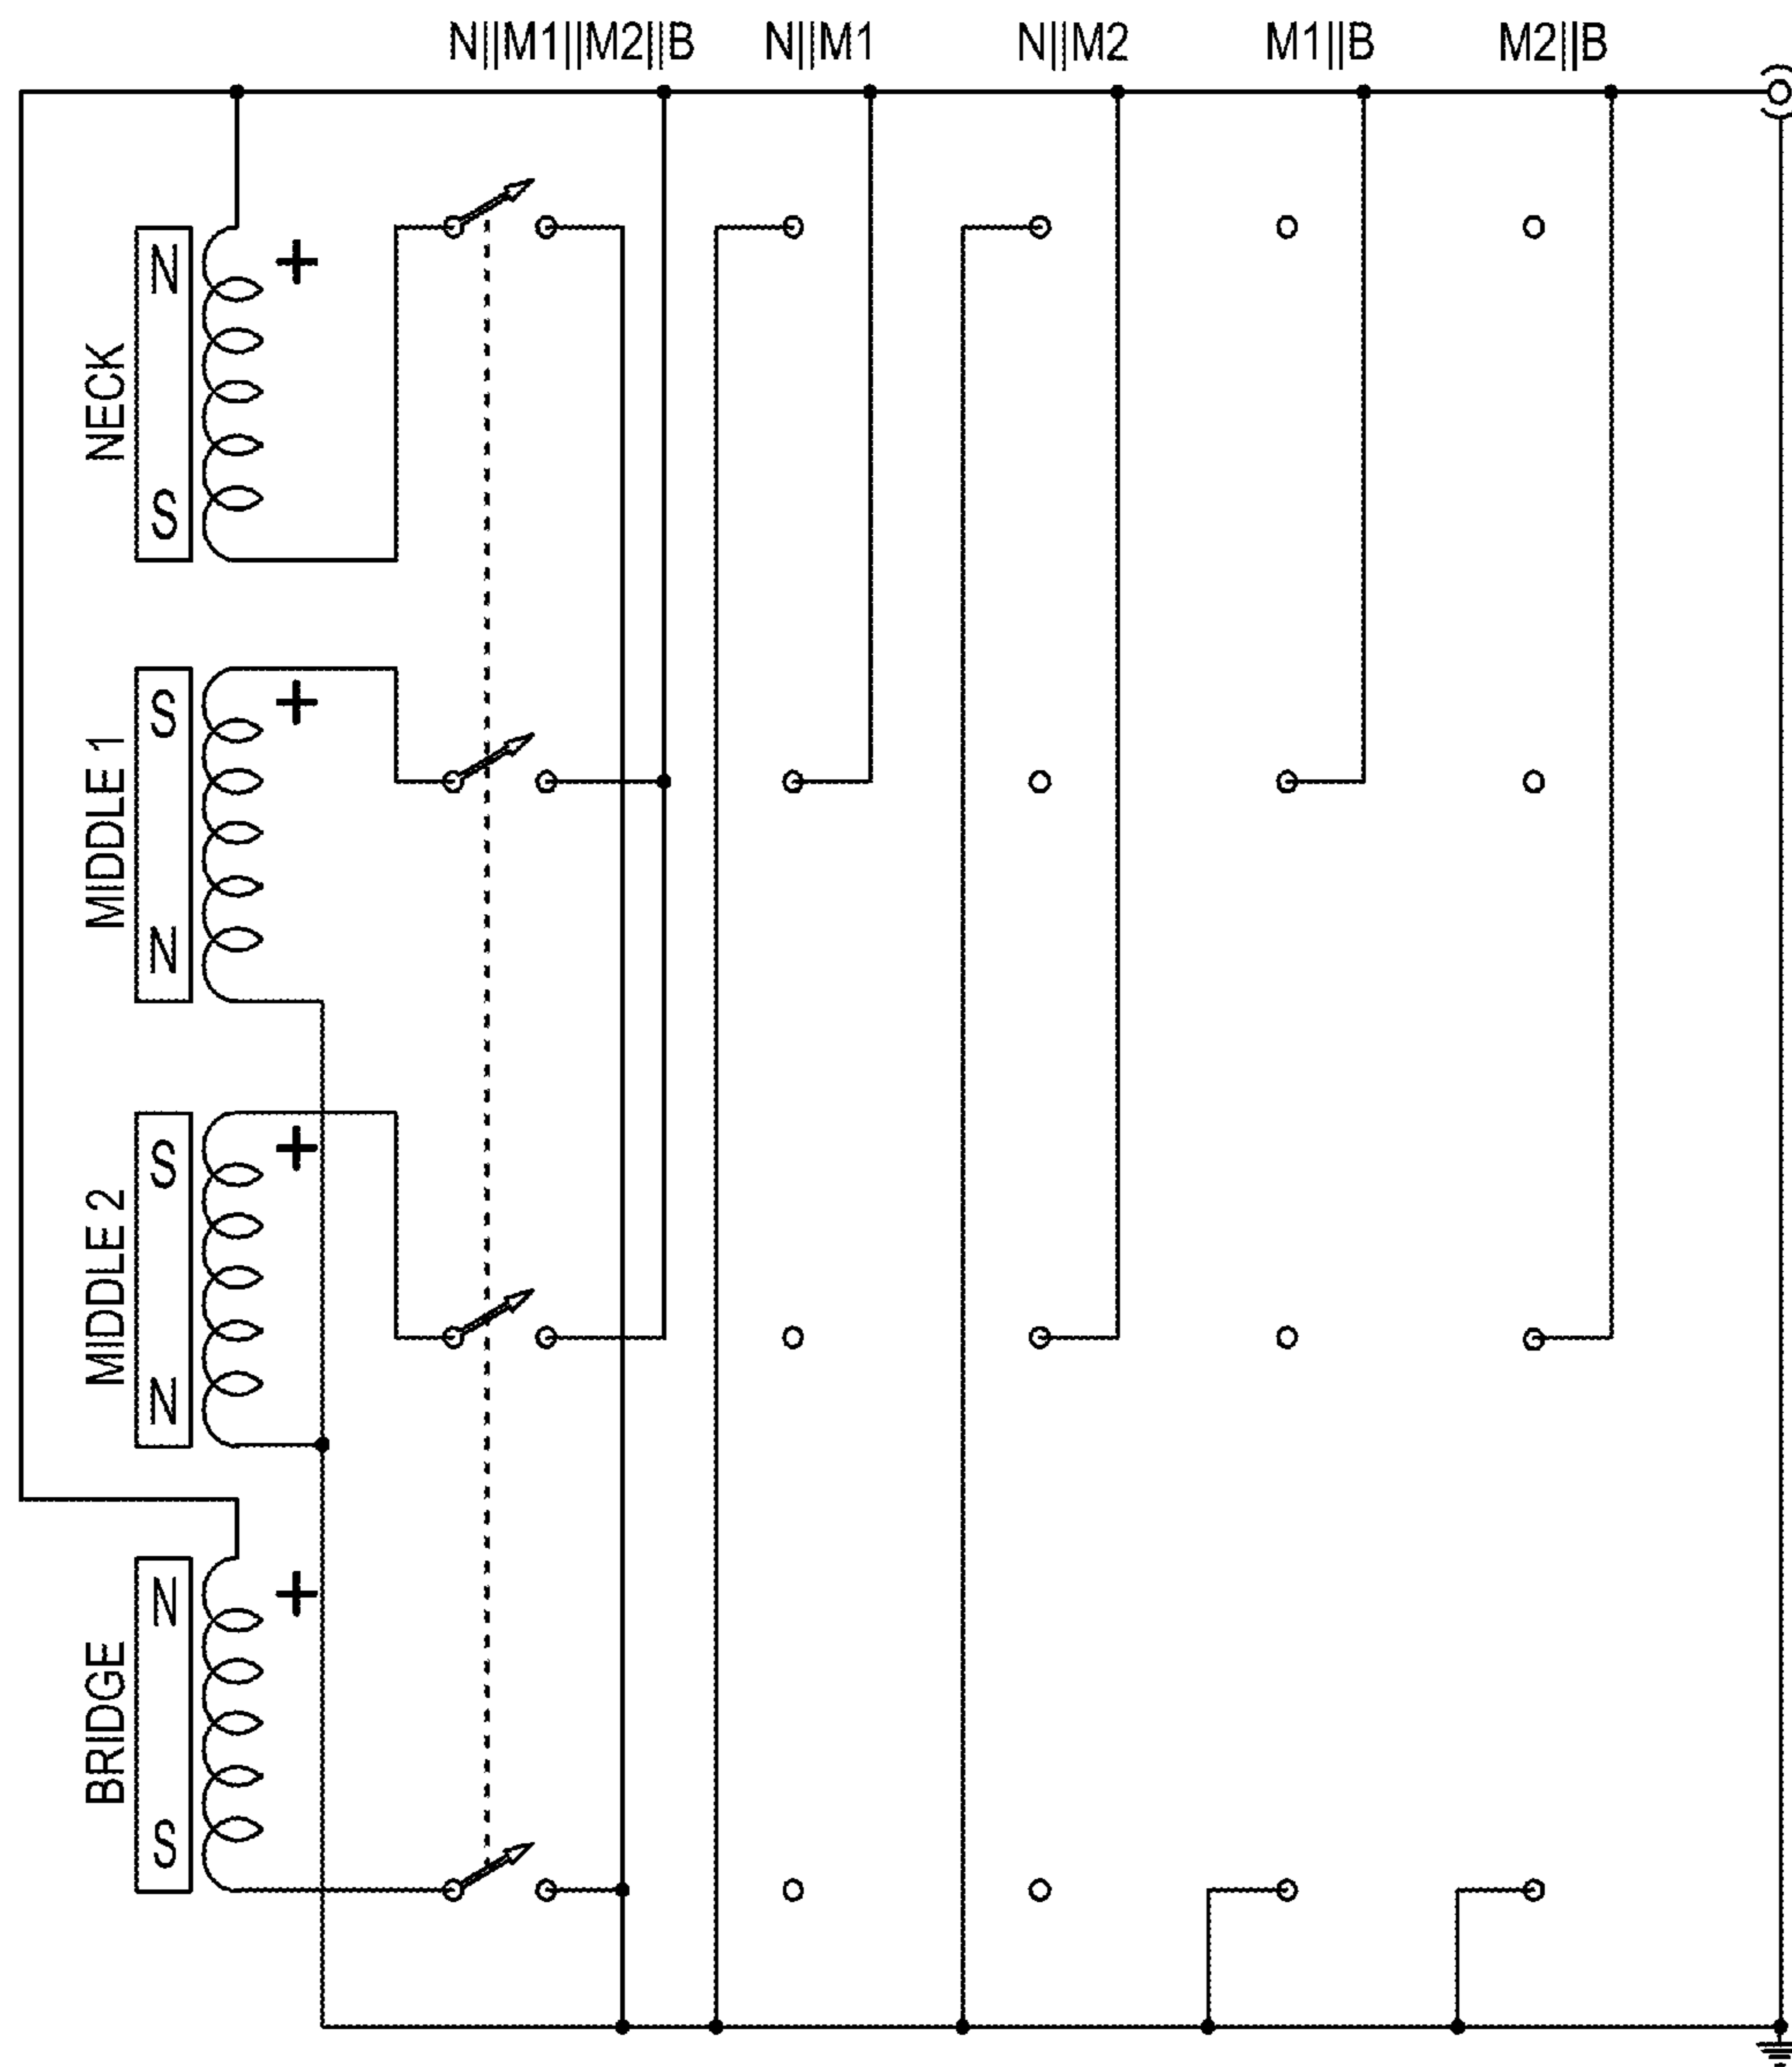 N||M1||M2||B N||M1 N||M2 M1||B M2||B
NECK
N
+
S
MIDDLE 1
S
+
N
MIDDLE 2
S
+
N
BRIDGE
N
+
S